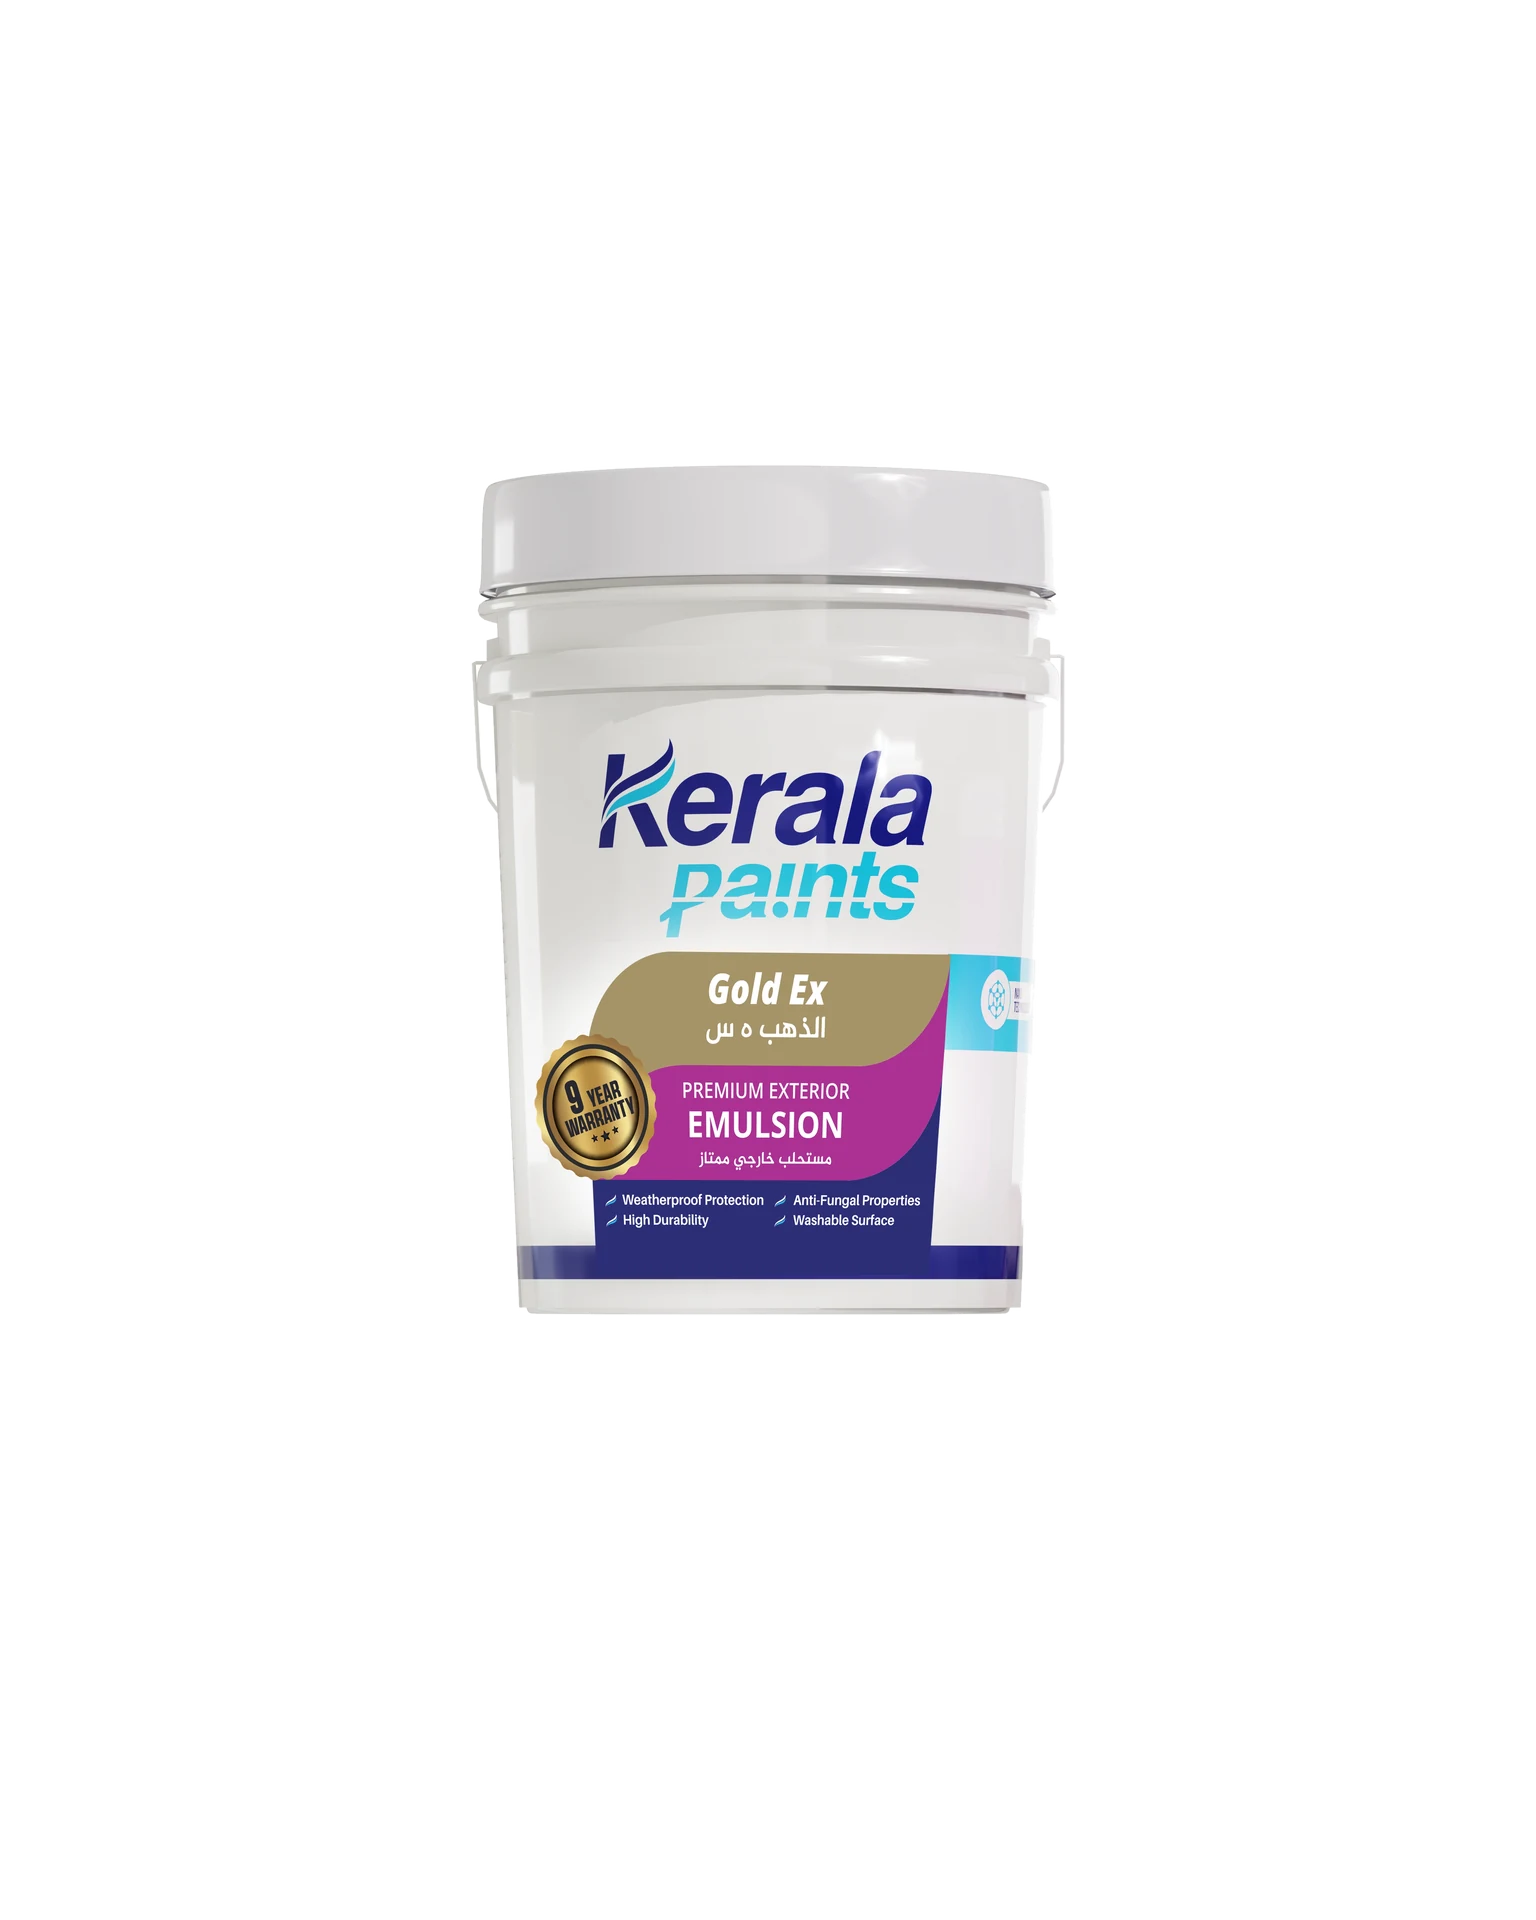 Kerala
paints
Gold Ex
الذهب ه س
9 YEAR
WARRANTY
PREMIUM EXTERIOR
EMULSION
مستحلب خارجي ممتاز
Weatherproof Protection
Anti-Fungal Properties
High Durability
Washable Surface